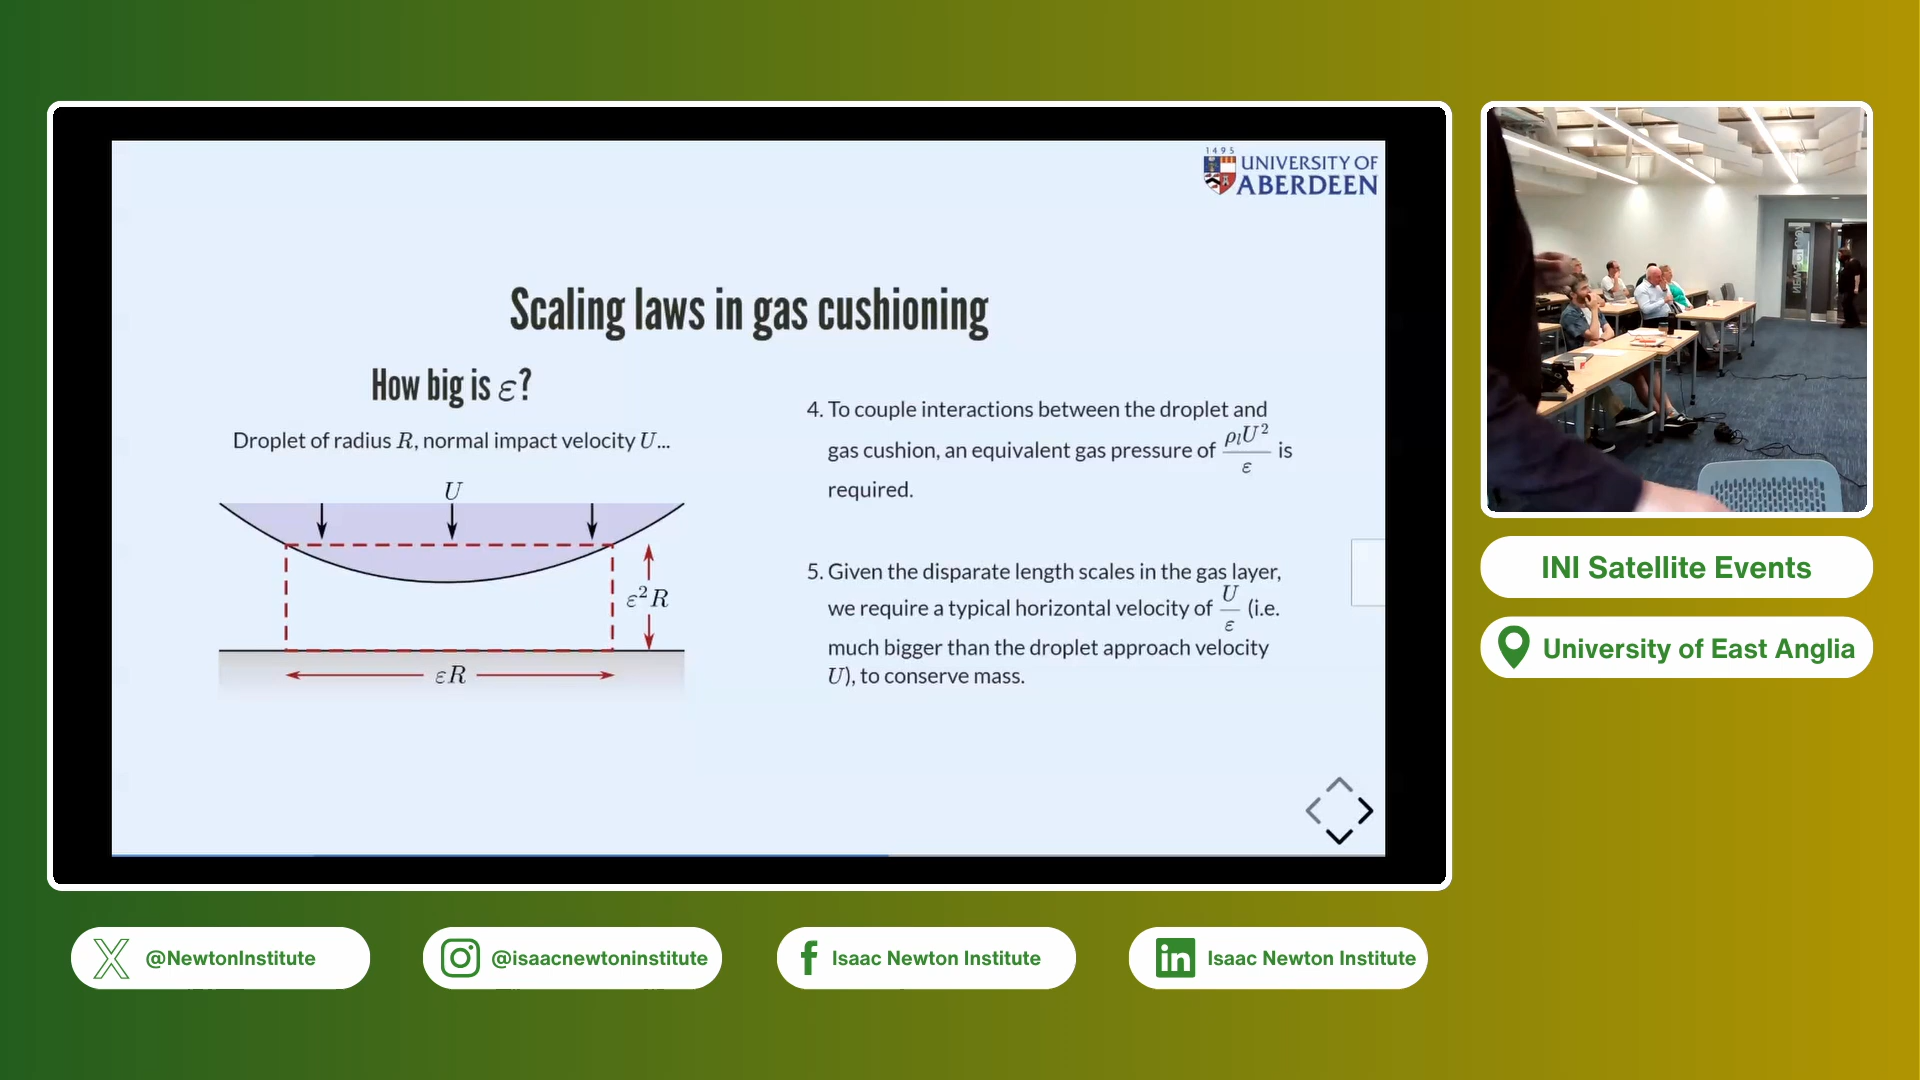 1495
UNIVERSITY OF
ABERDEEN
Scaling laws in gas cushioning
How big is ε?
Droplet of radius R, normal impact velocity U...
U
ε²R
εR
4. To couple interactions between the droplet and
gas cushion, an equivalent gas pressure of ρₗU²/ε is
required.
5. Given the disparate length scales in the gas layer,
we require a typical horizontal velocity of U/ε (i.e.
much bigger than the droplet approach velocity
U), to conserve mass.
INI Satellite Events
University of East Anglia
@NewtonInstitute
@isaacnewtoninstitute
Isaac Newton Institute
Isaac Newton Institute